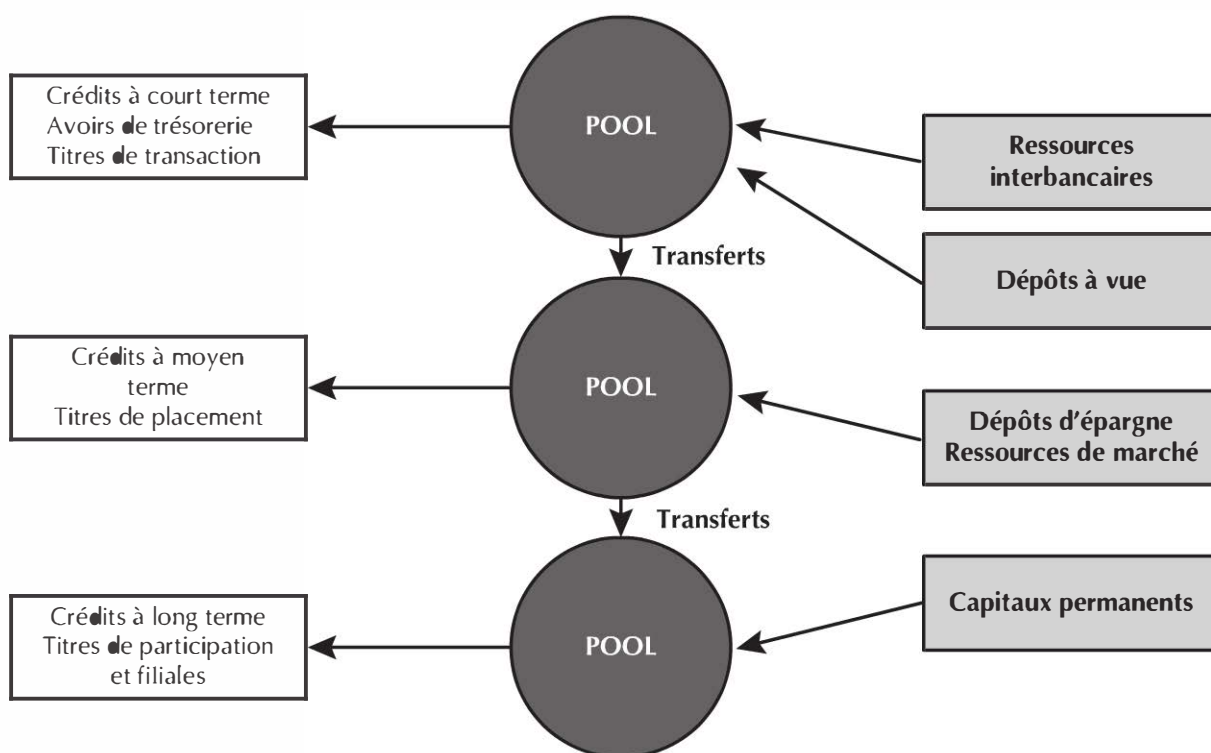 Crédits à court terme
Avoirs de trésorerie
Titres de transaction
POOL
Ressources
interbancaires
Dépôts à vue
Transferts
Crédits à moyen
terme
Titres de placement
POOL
Dépôts d'épargne
Ressources de marché
Transferts
Crédits à long terme
Titres de participation
et filiales
POOL
Capitaux permanents